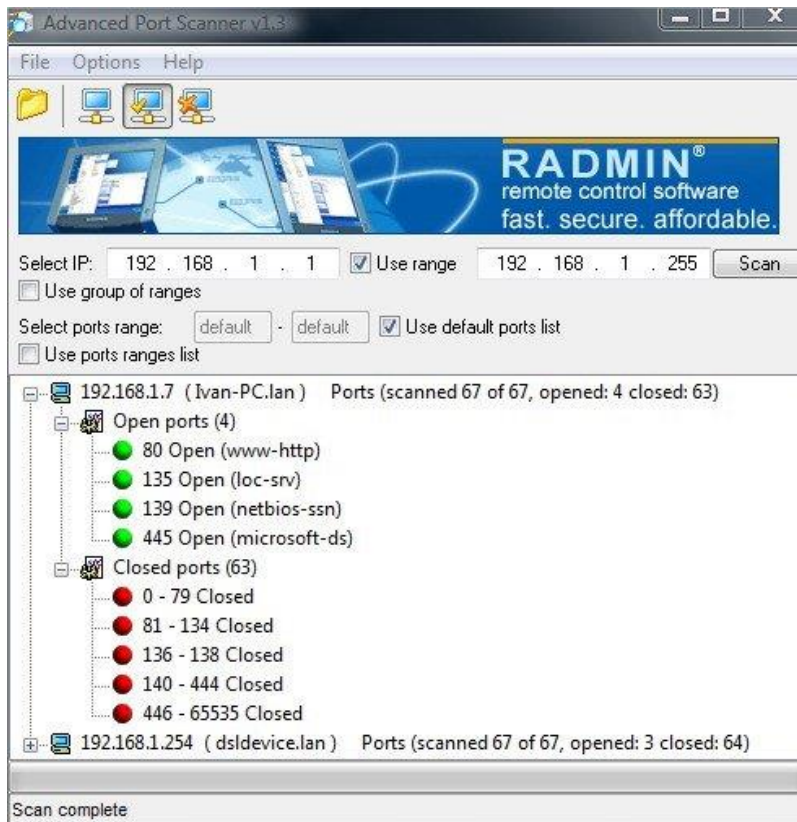 Advanced Port Scanner v1.3
File Options Help
RADMIN®
remote control software
fast. secure. affordable.
Select IP: 192 . 168 . 1 . 1 Use range 192 . 168 . 1 . 255 Scan
Use group of ranges
Select ports range: default - default Use default ports list
Use ports ranges list
192.168.1.7 ( Ivan-PC.lan ) Ports (scanned 67 of 67, opened: 4 closed: 63)
Open ports (4)
80 Open (www-http)
135 Open (loc-srv)
139 Open (netbios-ssn)
445 Open (microsoft-ds)
Closed ports (63)
0 - 79 Closed
81 - 134 Closed
136 - 138 Closed
140 - 444 Closed
446 - 65535 Closed
192.168.1.254 ( dsldevice.lan ) Ports (scanned 67 of 67, opened: 3 closed: 64)
Scan complete